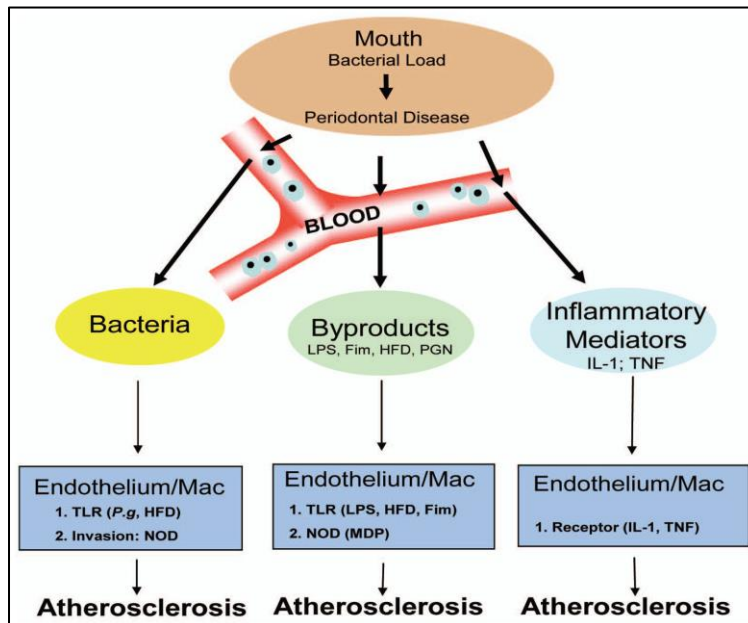 Mouth
Bacterial Load
Periodontal Disease
BLOOD
Bacteria
Byproducts
LPS, Fim, HFD, PGN
Inflammatory
Mediators
IL-1; TNF
Endothelium/Mac
1. TLR (P.g, HFD)
2. Invasion: NOD
Endothelium/Mac
1. TLR (LPS, HFD, Fim)
2. NOD (MDP)
Endothelium/Mac
1. Receptor (IL-1, TNF)
Atherosclerosis
Atherosclerosis
Atherosclerosis